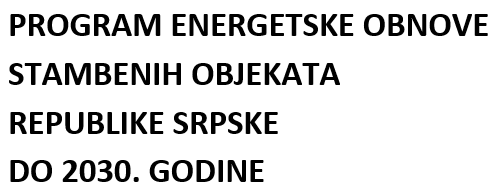 PROGRAM ENERGETSKE OBNOVE
STAMBENIH OBJEKATA
REPUBLIKE SRPSKE
DO 2030. GODINE